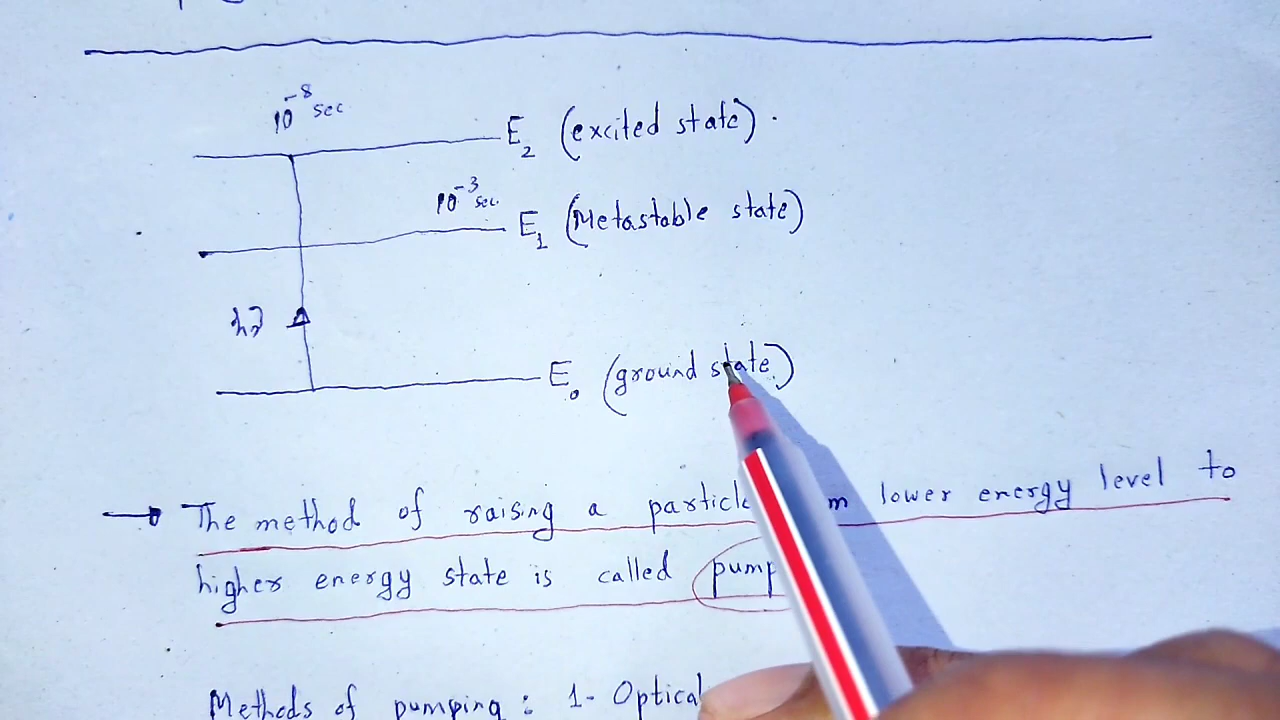 10⁻⁸ sec
E₂ (excited state).
10⁻³ sec.
E₁ (Metastable state)
hν
E₀ (ground state)
→ The method of raising a particle lower energy level to
higher energy state is called
Methods of pumping : 1- Optical